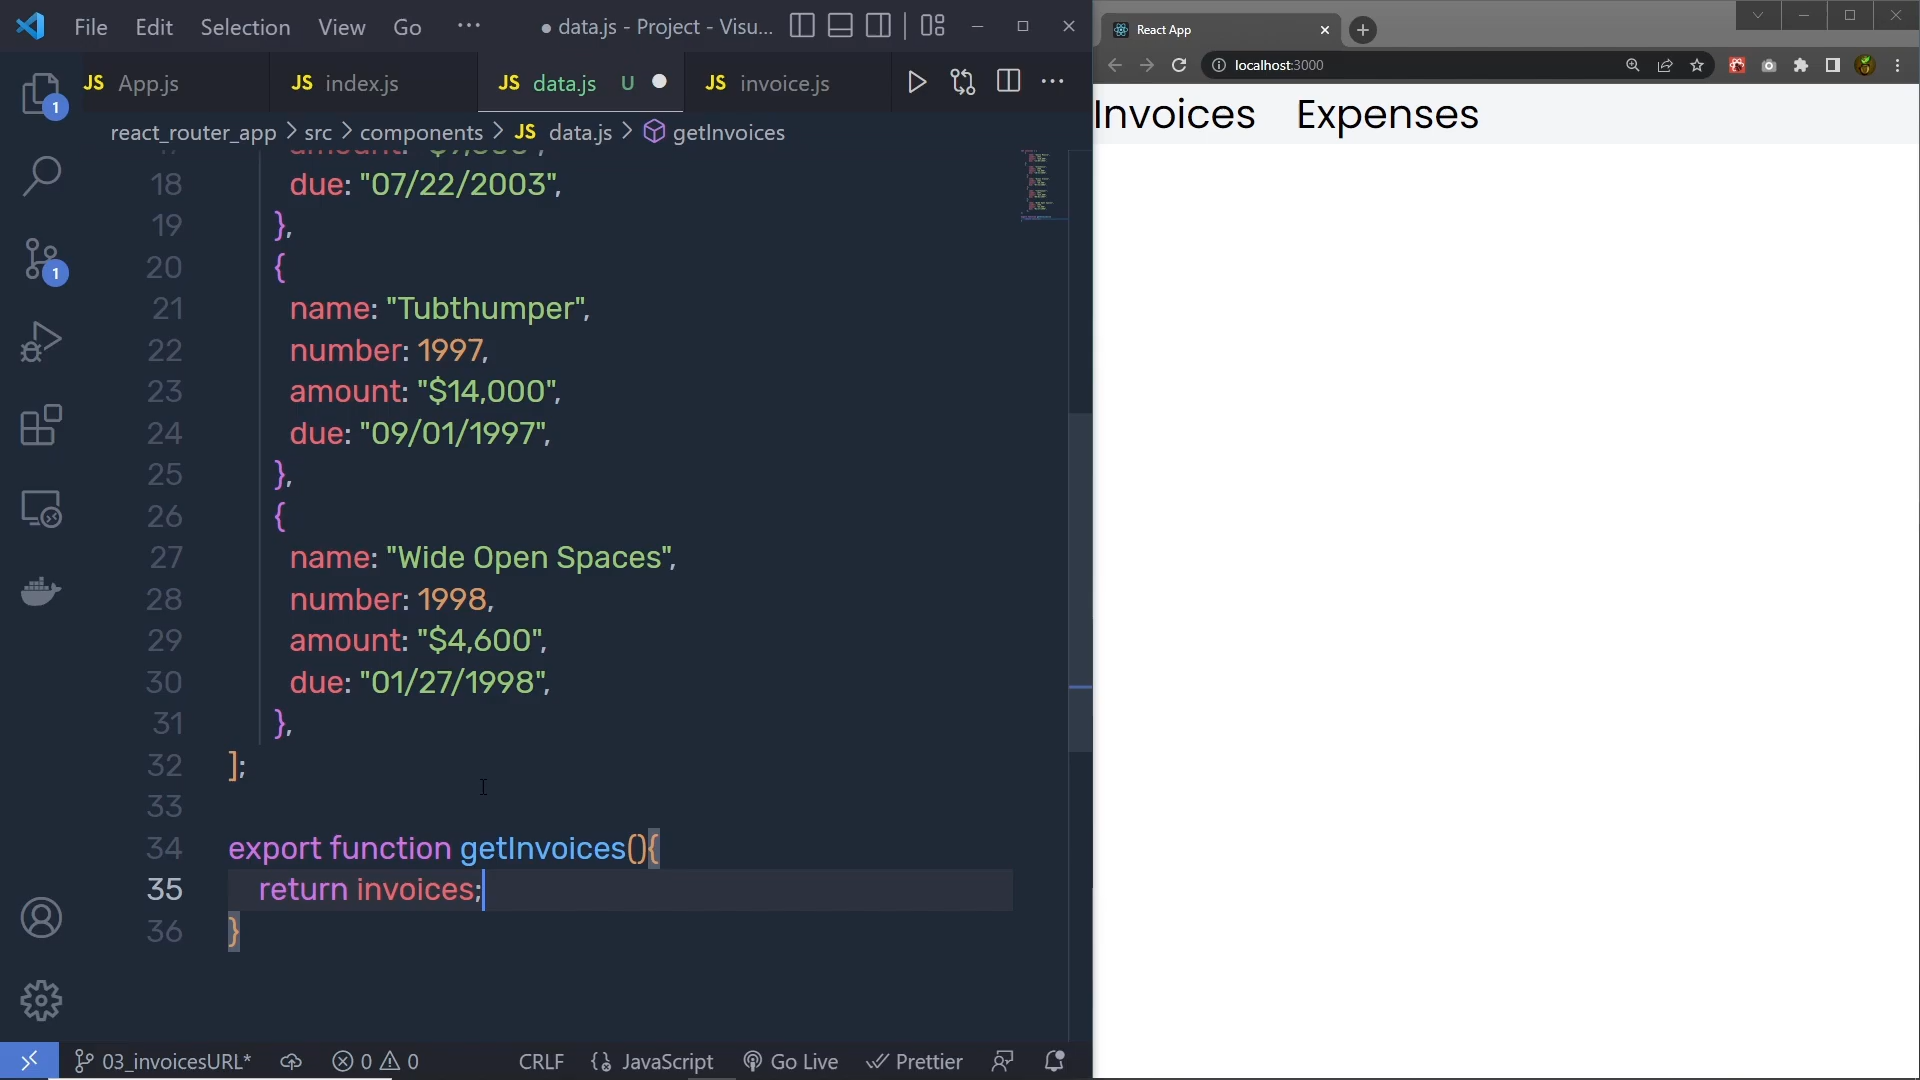 File Edit Selection View Go ··· ● data.js - Project - Visu...
JS App.js JS index.js JS data.js U ● JS invoice.js
react_router_app > src > components > JS data.js > getInvoices
18 due: "07/22/2003",
19 },
20 {
21 name: "Tubthumper",
22 number: 1997,
23 amount: "$14,000",
24 due: "09/01/1997",
25 },
26 {
27 name: "Wide Open Spaces",
28 number: 1998,
29 amount: "$4,600",
30 due: "01/27/1998",
31 },
32 ];
33
34 export function getInvoices(){
35 return invoices;
36 }
1
1
03_invoicesURL* 0 0 CRLF JavaScript Go Live Prettier
React App
localhost:3000
Invoices Expenses